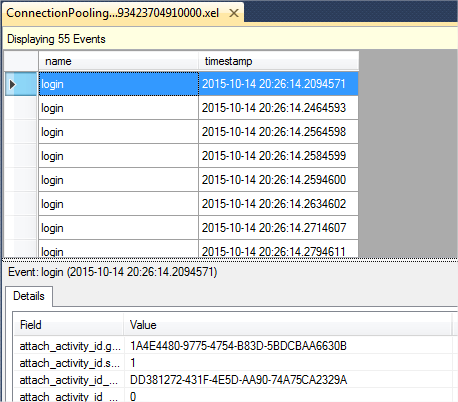 ConnectionPooling...93423704910000.xel
Displaying 55 Events
name timestamp
login 2015-10-14 20:26:14.2094571
login 2015-10-14 20:26:14.2464593
login 2015-10-14 20:26:14.2564598
login 2015-10-14 20:26:14.2584599
login 2015-10-14 20:26:14.2594600
login 2015-10-14 20:26:14.2634602
login 2015-10-14 20:26:14.2714607
login 2015-10-14 20:26:14.2794611
Event: login (2015-10-14 20:26:14.2094571)
Details
Field Value
attach_activity_id.g... 1A4E4480-9775-4754-B83D-5BDCBAA6630B
attach_activity_id.s... 1
attach_activity_id_... DD381272-431F-4E5D-AA90-74A75CA2329A
attach_activity_id_... 0